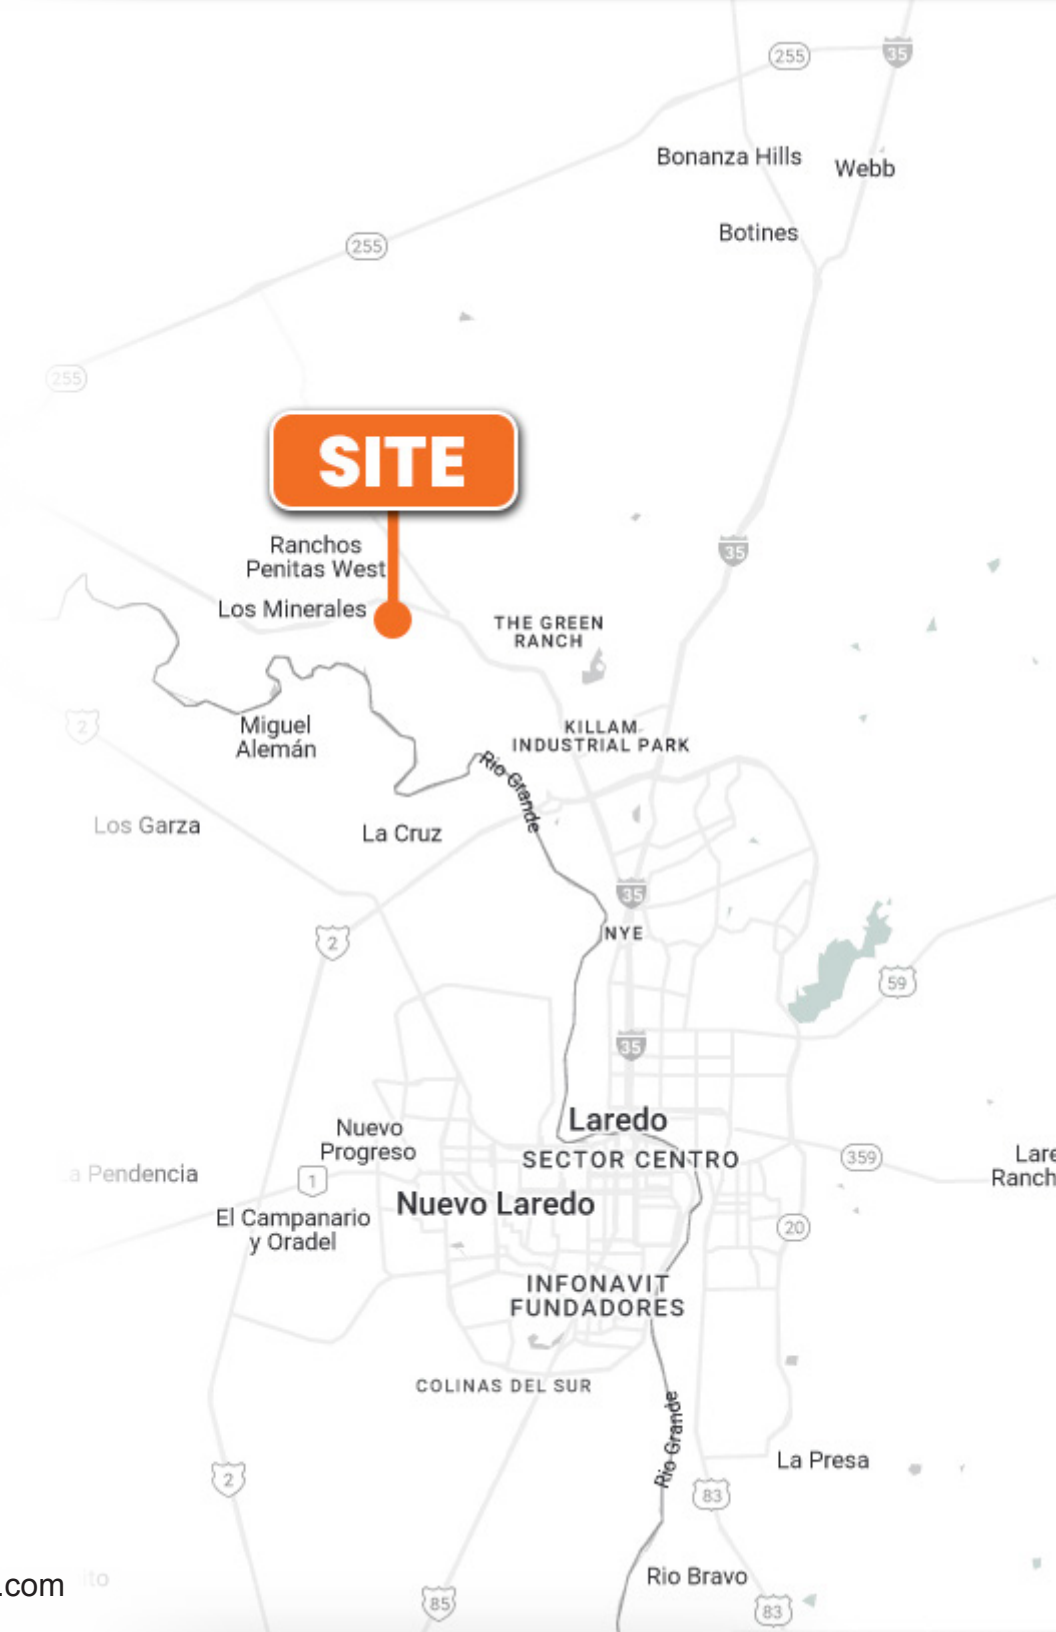 255
35
Bonanza Hills
Webb
Botines
255
255
SITE
35
Ranchos
Penitas West
Los Minerales
THE GREEN
RANCH
2
Miguel
Alemán
KILLAM
INDUSTRIAL PARK
Rio Grande
Los Garza
La Cruz
35
2
NYE
59
35
Laredo
Nuevo
Progreso
SECTOR CENTRO
359
Lare
Ranch
a Pendencia
1
Nuevo Laredo
El Campanario
y Oradel
20
INFONAVIT
FUNDADORES
COLINAS DEL SUR
Rio Grande
La Presa
2
83
Rio Bravo
.com
ito
85
83